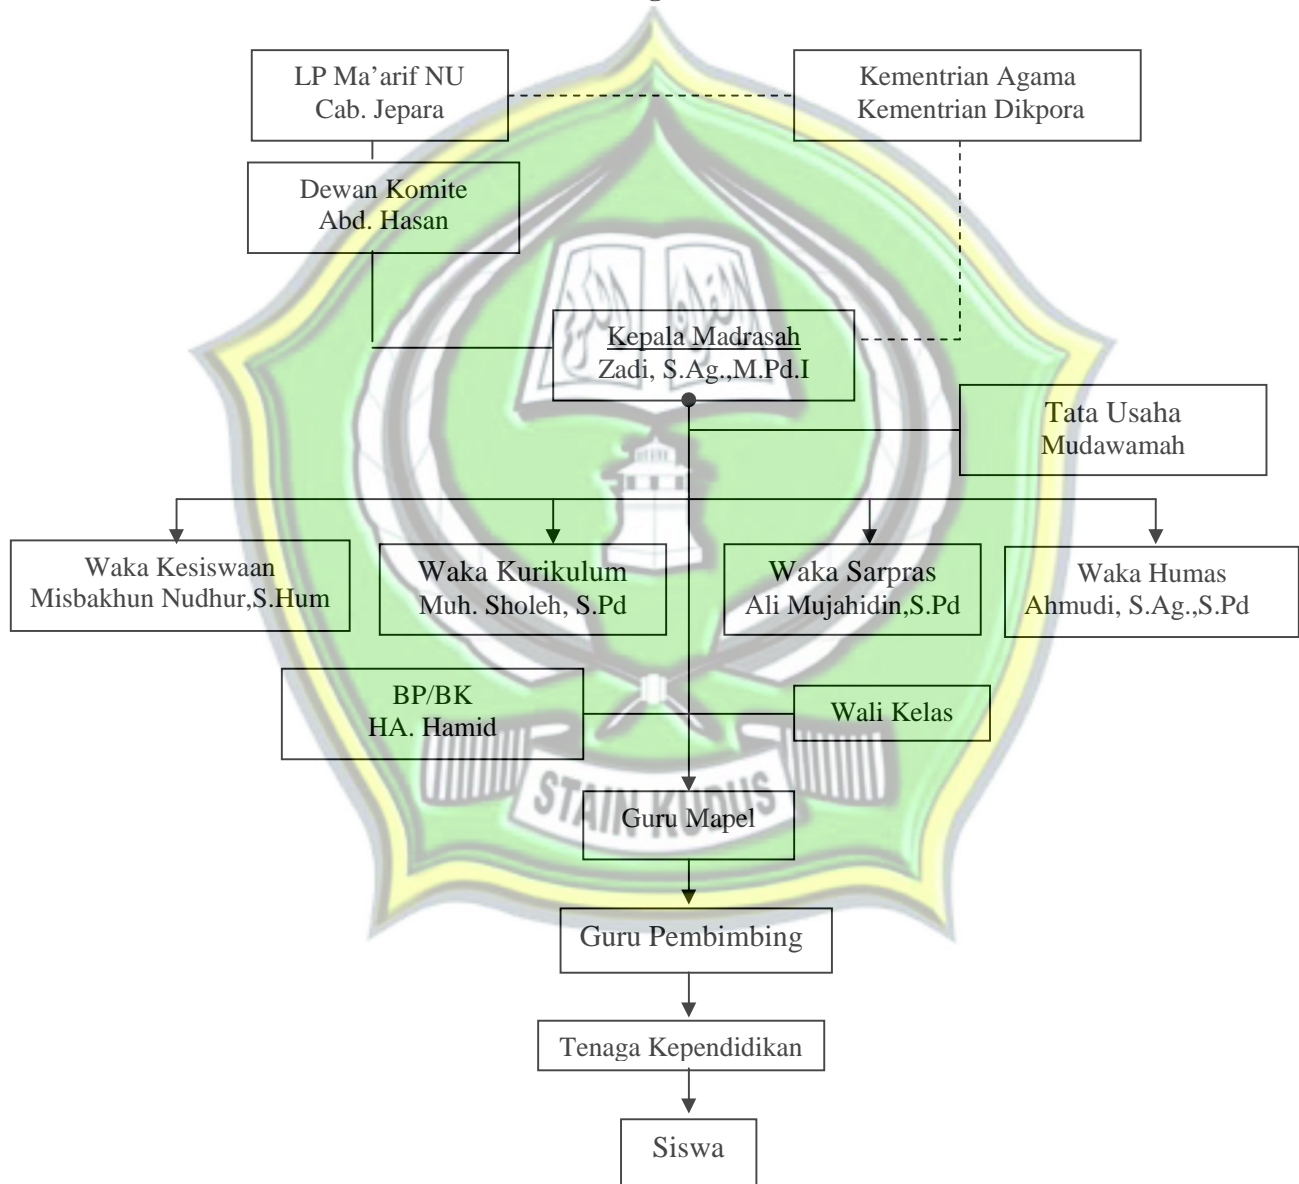 LP Ma’arif NU
Cab. Jepara
Kementrian Agama
Kementrian Dikpora
Dewan Komite
Abd. Hasan
Kepala Madrasah
Zadi, S.Ag.,M.Pd.I
Tata Usaha
Mudawamah
Waka Kesiswaan
Misbakhun Nudhur,S.Hum
Waka Kurikulum
Muh. Sholeh, S.Pd
Waka Sarpras
Ali Mujahidin,S.Pd
Waka Humas
Ahmudi, S.Ag.,S.Pd
BP/BK
HA. Hamid
Wali Kelas
STAIN KUDUS
Guru Mapel
Guru Pembimbing
Tenaga Kependidikan
Siswa